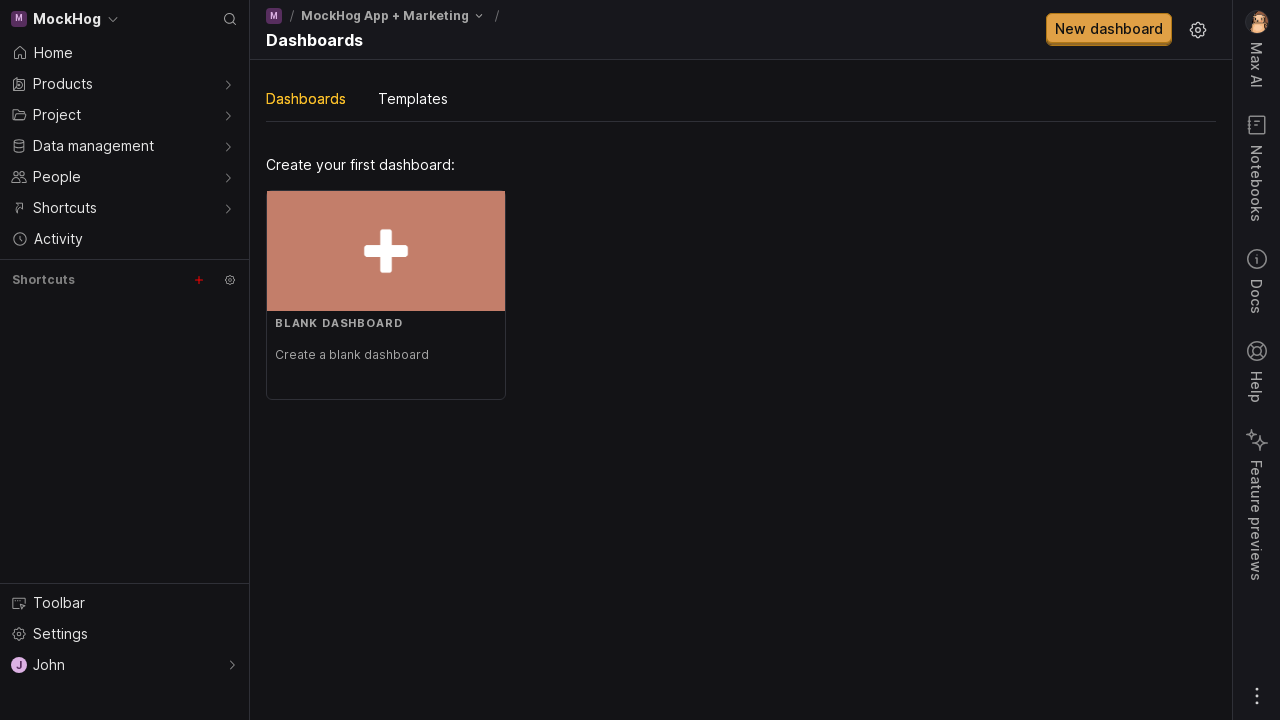 M MockHog
Home
Products
Project
Data management
People
Shortcuts
Activity
Shortcuts
Toolbar
Settings
J John
M / MockHog App + Marketing /
Dashboards
New dashboard
Dashboards Templates
Create your first dashboard:
BLANK DASHBOARD
Create a blank dashboard
Max AI
Notebooks
Docs
Help
Feature previews